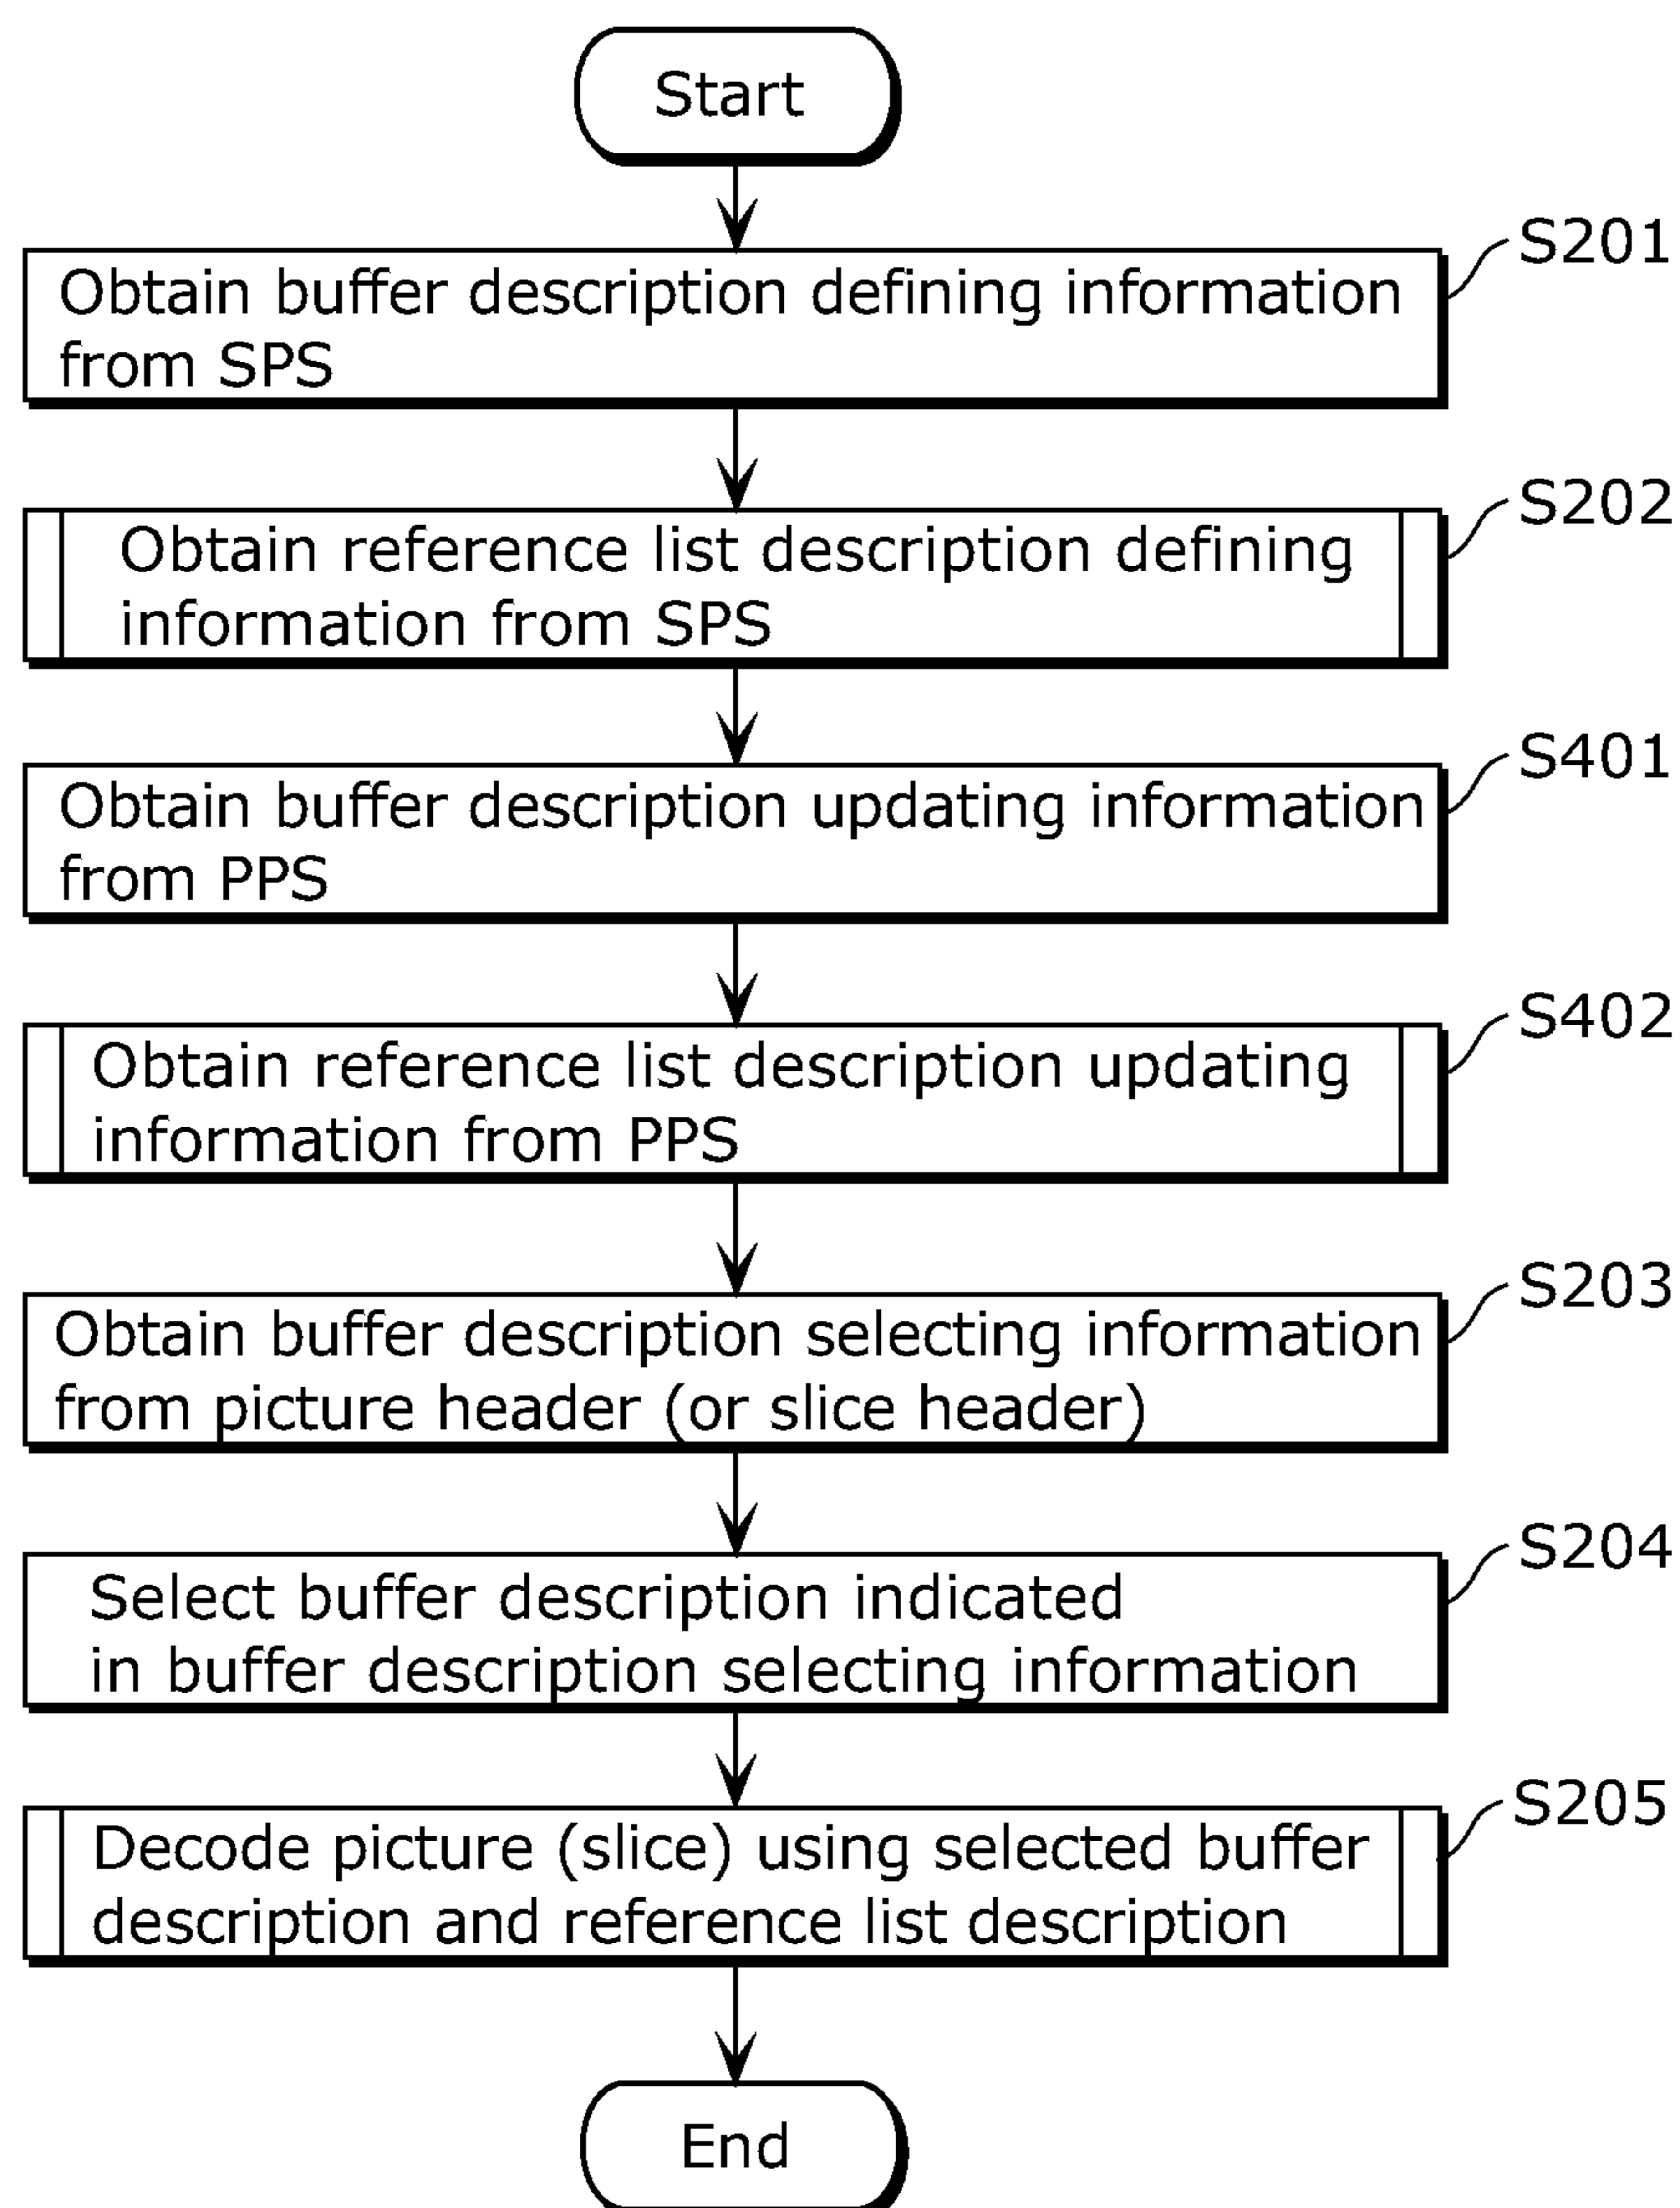 Start
S201
Obtain buffer description defining information
from SPS
S202
Obtain reference list description defining
information from SPS
S401
Obtain buffer description updating information
from PPS
S402
Obtain reference list description updating
information from PPS
S203
Obtain buffer description selecting information
from picture header (or slice header)
S204
Select buffer description indicated
in buffer description selecting information
S205
Decode picture (slice) using selected buffer
description and reference list description
End